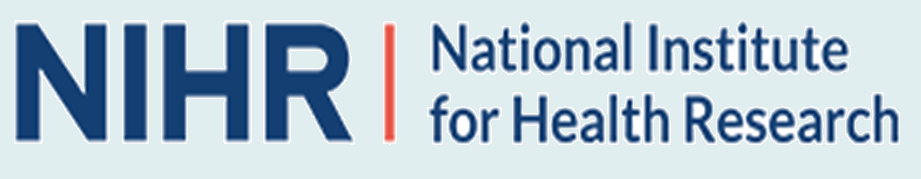 NIHR | National Institute
for Health Research